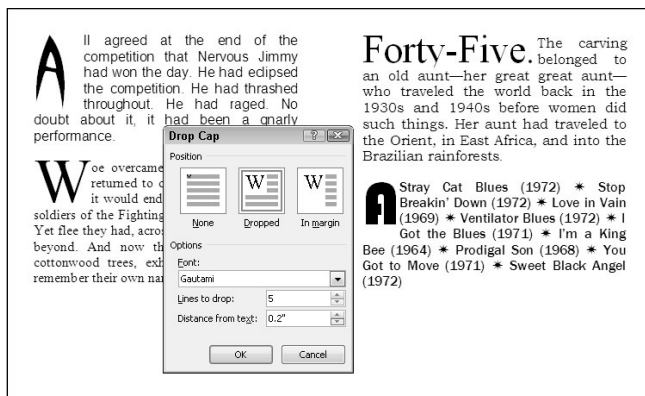 All agreed at the end of the
competition that Nervous Jimmy
had won the day. He had eclipsed
the competition. He had thrashed
throughout. He had raged. No
doubt about it, it had been a gnarly
performance.
Woe overcame
returned to
it would end
soldiers of the Fighting
Yet flee they had,
beyond. And now
cottonwood trees,
remember their own
Drop Cap
Position
W W W
None Dropped In margin
Options
Font:
Gautami
Lines to drop: 5
Distance from text: 0.2"
OK Cancel
Forty-Five. The carving
belonged to
an old aunt—her great great aunt—
who traveled the world back in the
1930s and 1940s before women did
such things. Her aunt had traveled to
the Orient, in East Africa, and into the
Brazilian rainforests.
A Stray Cat Blues (1972) ✶ Stop
Breakin' Down (1972) ✶ Love in Vain
(1969) ✶ Ventilator Blues (1972) ✶ I
Got the Blues (1971) ✶ I'm a King
Bee (1964) ✶ Prodigal Son (1968) ✶ You
Got to Move (1971) ✶ Sweet Black Angel
(1972)